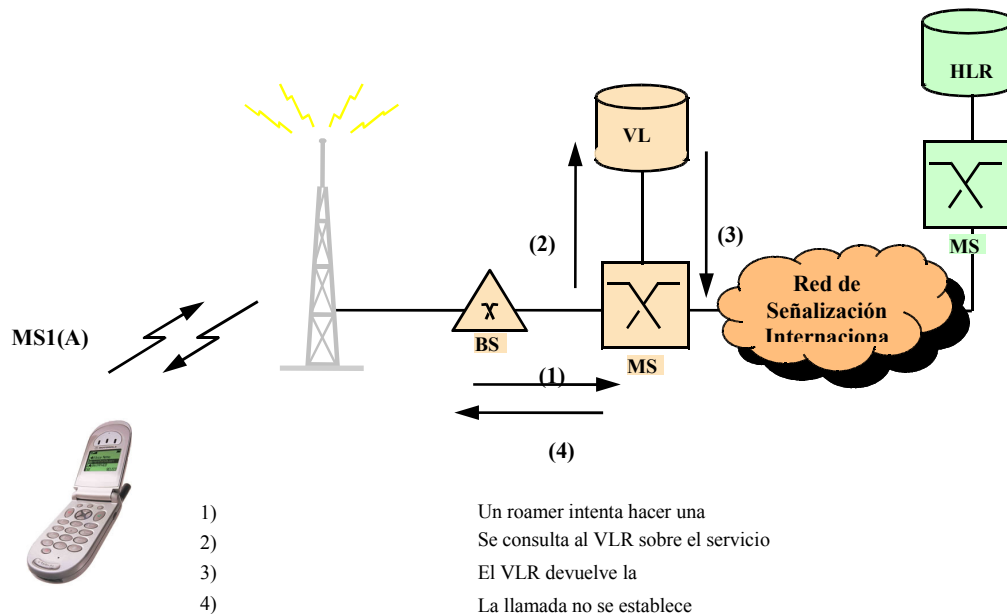 HLR
VL
(2)
(3)
MS
Red de
Señalización
Internaciona
MS1(A)
BS
MS
(1)
(4)
1) Un roamer intenta hacer una
2) Se consulta al VLR sobre el servicio
3) El VLR devuelve la
4) La llamada no se establece